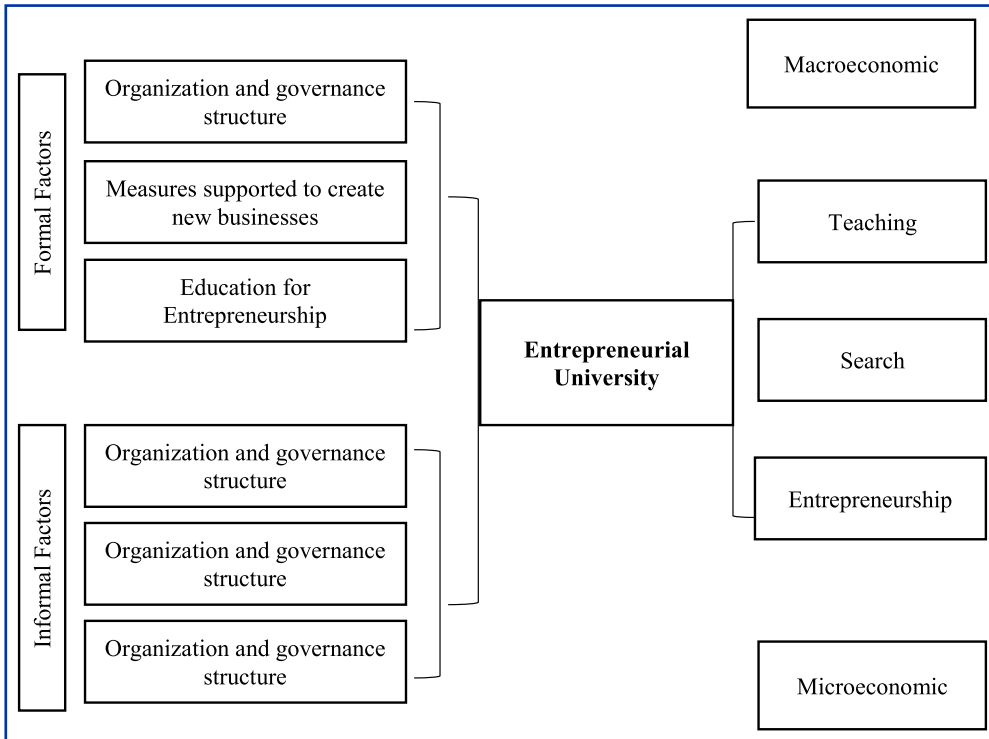 Formal Factors
Organization and governance
structure
Measures supported to create
new businesses
Education for
Entrepreneurship
Informal Factors
Organization and governance
structure
Organization and governance
structure
Organization and governance
structure
Entrepreneurial
University
Macroeconomic
Teaching
Search
Entrepreneurship
Microeconomic